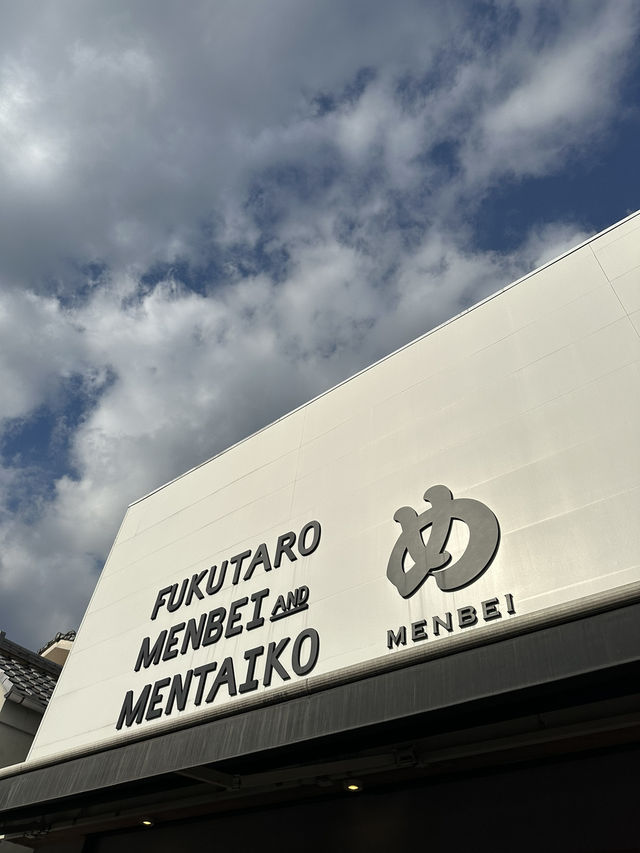 FUKUTARO
MENBEI AND
MENTAIKO
め
MENBEI